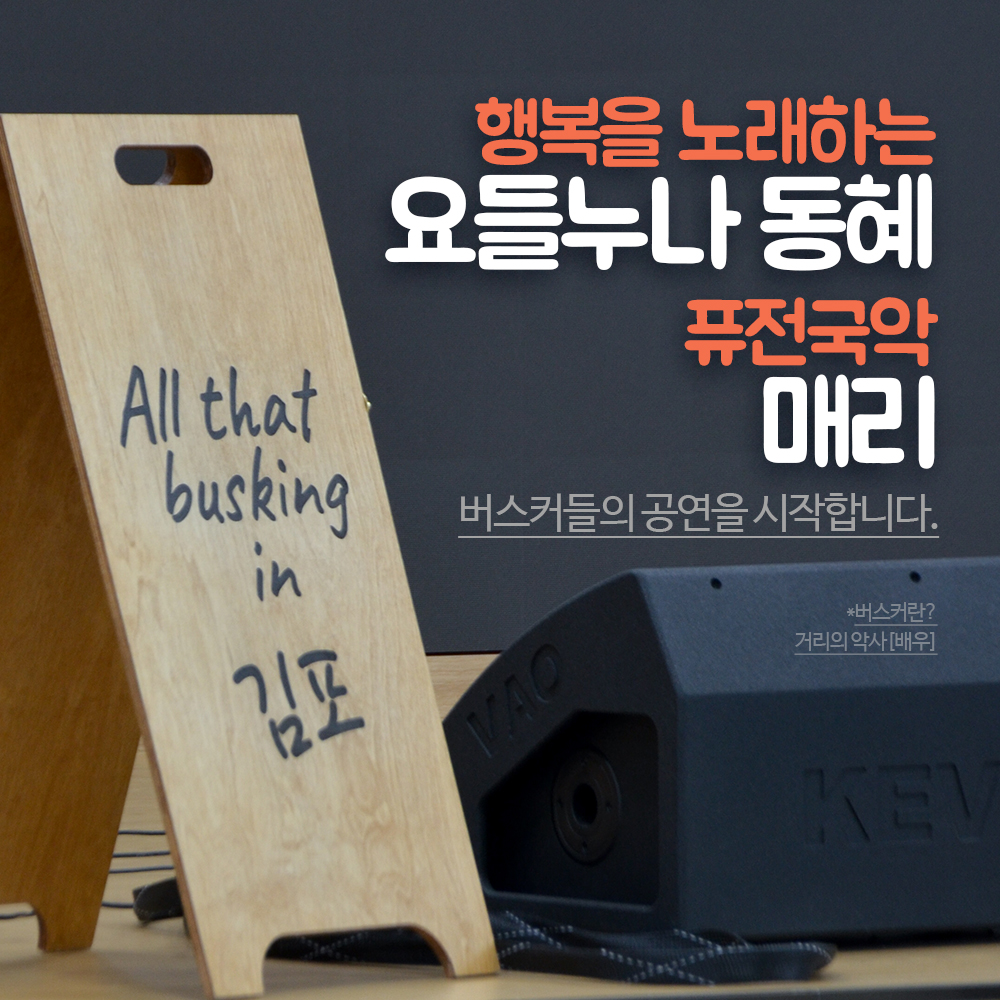 행복을 노래하는
요들누나 동혜
퓨전국악
매리
버스커들의 공연을 시작합니다.
*버스커란?
거리의 악사 [배우]
All that
busking
in
김포
VAO
KEV